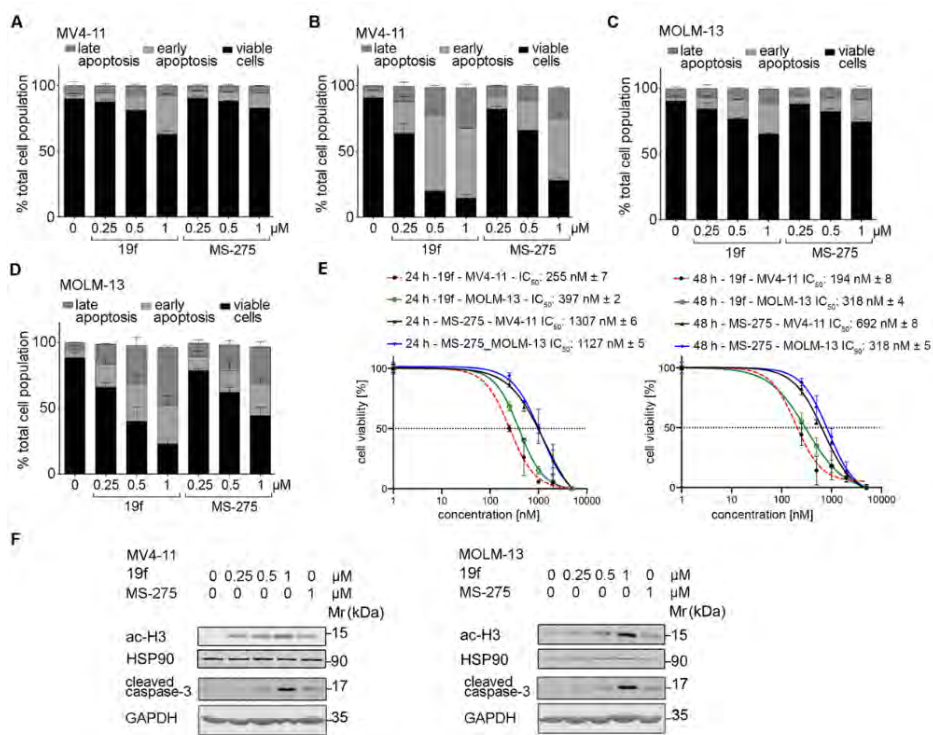 A
MV4-11
late apoptosis
early apoptosis
viable cells
% total cell population
100
50
0
0 0.25 0.5 1 0.25 0.5 1 μM
19f MS-275
B
MV4-11
late apoptosis
early apoptosis
viable cells
% total cell population
100
50
0
0 0.25 0.5 1 0.25 0.5 1 μM
19f MS-275
C
MOLM-13
late apoptosis
early apoptosis
viable cells
% total cell population
100
50
0
0 0.25 0.5 1 0.25 0.5 1 μM
19f MS-275
D
MOLM-13
late apoptosis
early apoptosis
viable cells
% total cell population
100
50
0
0 0.25 0.5 1 0.25 0.5 1 μM
19f MS-275
E
24 h -19f - MV4-11 - IC50: 255 nM ± 7
24 h -19f - MOLM-13 - IC50: 397 nM ± 2
24 h - MS-275 - MV4-11 IC50: 1307 nM ± 6
24 h - MS-275_MOLM-13 IC50: 1127 nM ± 5
cell viability [%]
100
50
0
1 10 100 1000 10000
concentration [nM]
48 h - 19f - MV4-11 IC50: 194 nM ± 8
48 h - 19f - MOLM-13 IC50: 318 nM ± 4
48 h - MS-275 - MV4-11 IC50: 692 nM ± 8
48 h - MS-275 - MOLM-13 IC50: 318 nM ± 5
cell viability [%]
100
50
0
1 10 100 1000 10000
concentration [nM]
F
MV4-11
19f 0 0.25 0.5 1 0 μM
MS-275 0 0 0 0 1 μM
Mr (kDa)
ac-H3 15
HSP90 90
cleaved caspase-3 17
GAPDH 35
MOLM-13
19f 0 0.25 0.5 1 0 μM
MS-275 0 0 0 0 1 μM
Mr (kDa)
ac-H3 15
HSP90 90
cleaved caspase-3 17
GAPDH 35